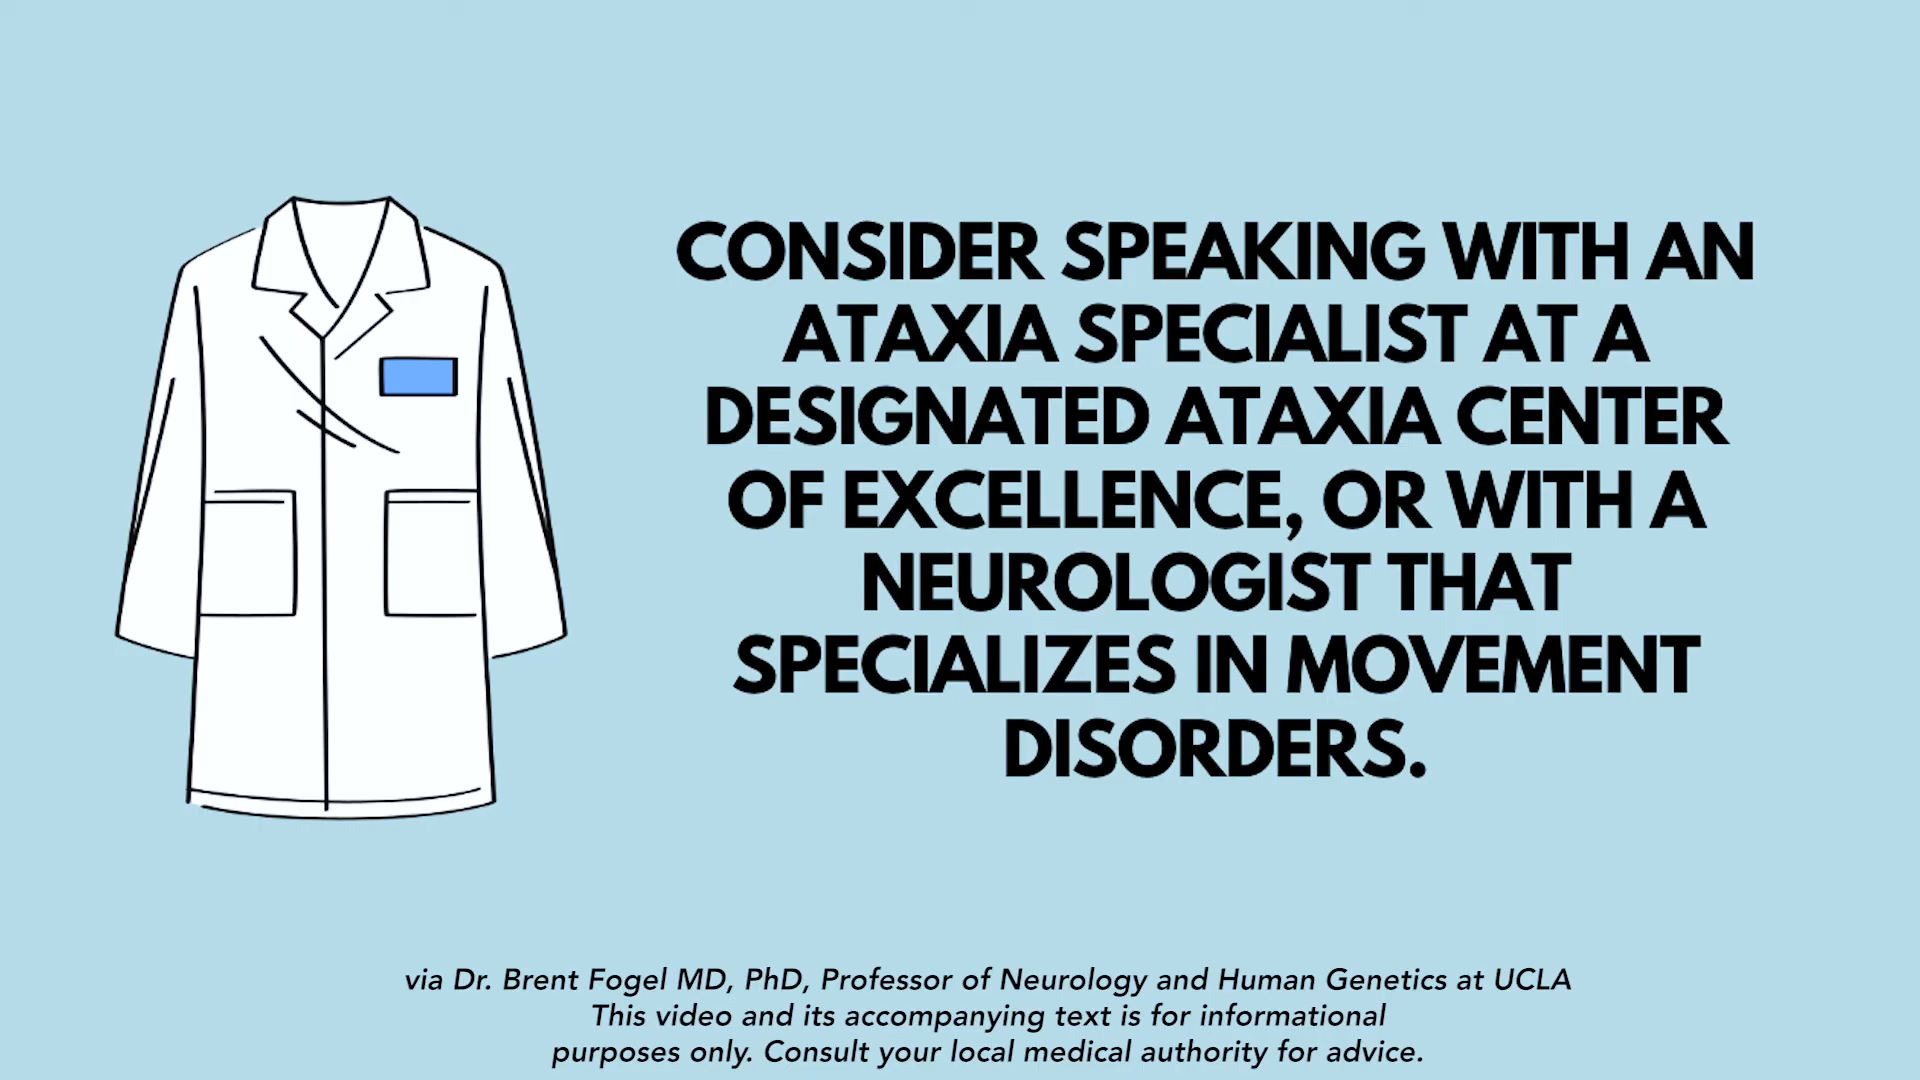 CONSIDER SPEAKING WITH AN
ATAXIA SPECIALIST AT A
DESIGNATED ATAXIA CENTER
OF EXCELLENCE, OR WITH A
NEUROLOGIST THAT
SPECIALIZES IN MOVEMENT
DISORDERS.
via Dr. Brent Fogel MD, PhD, Professor of Neurology and Human Genetics at UCLA
This video and its accompanying text is for informational
purposes only. Consult your local medical authority for advice.